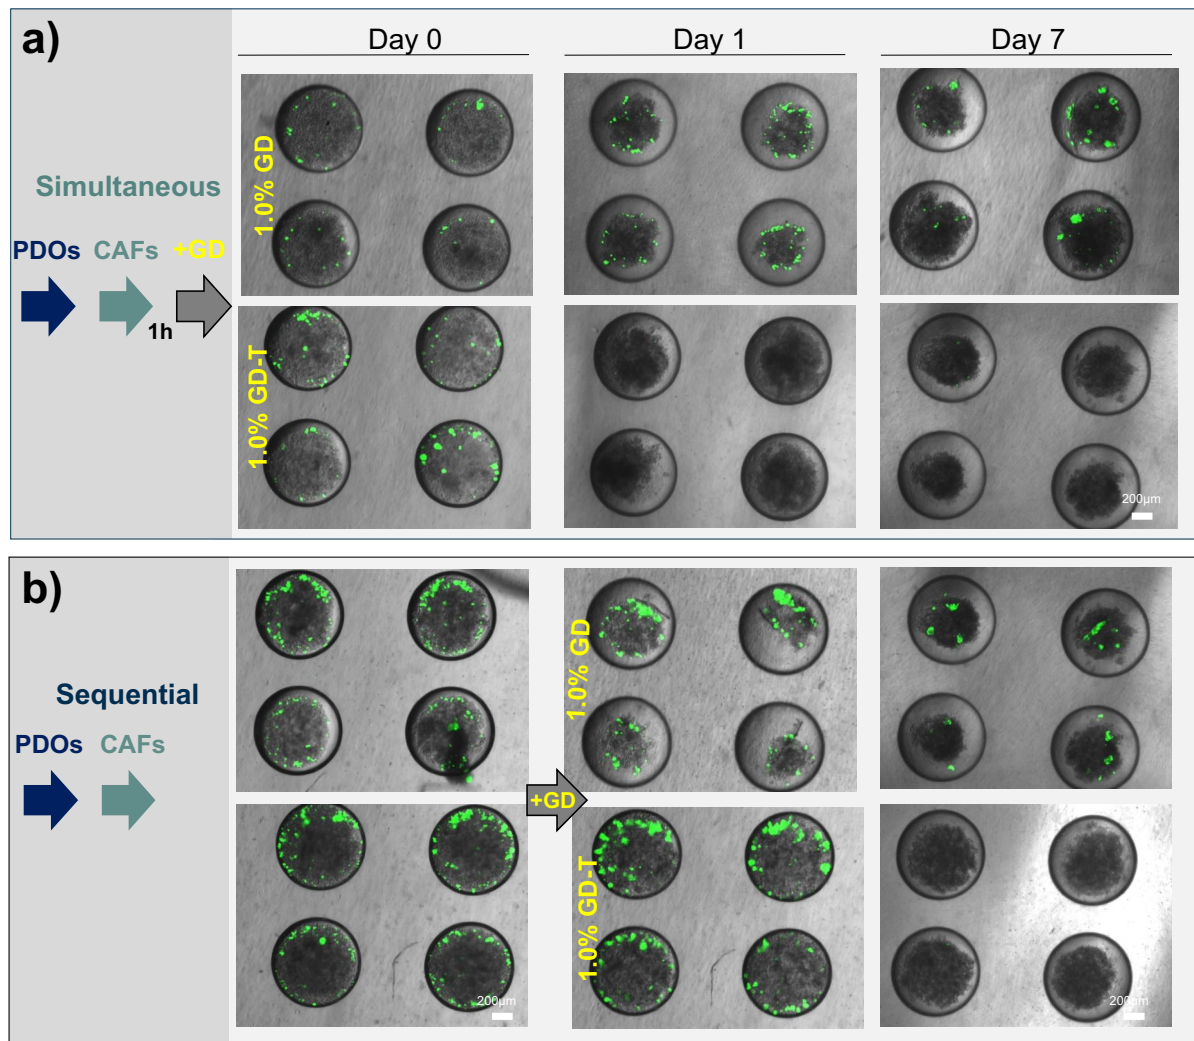 a)
Day 0
Day 1
Day 7
Simultaneous
PDOs
CAFs
+GD
1h
1.0% GD
1.0% GD-T
200μm
b)
Sequential
PDOs
CAFs
+GD
1.0% GD
1.0% GD-T
200μm
200μm